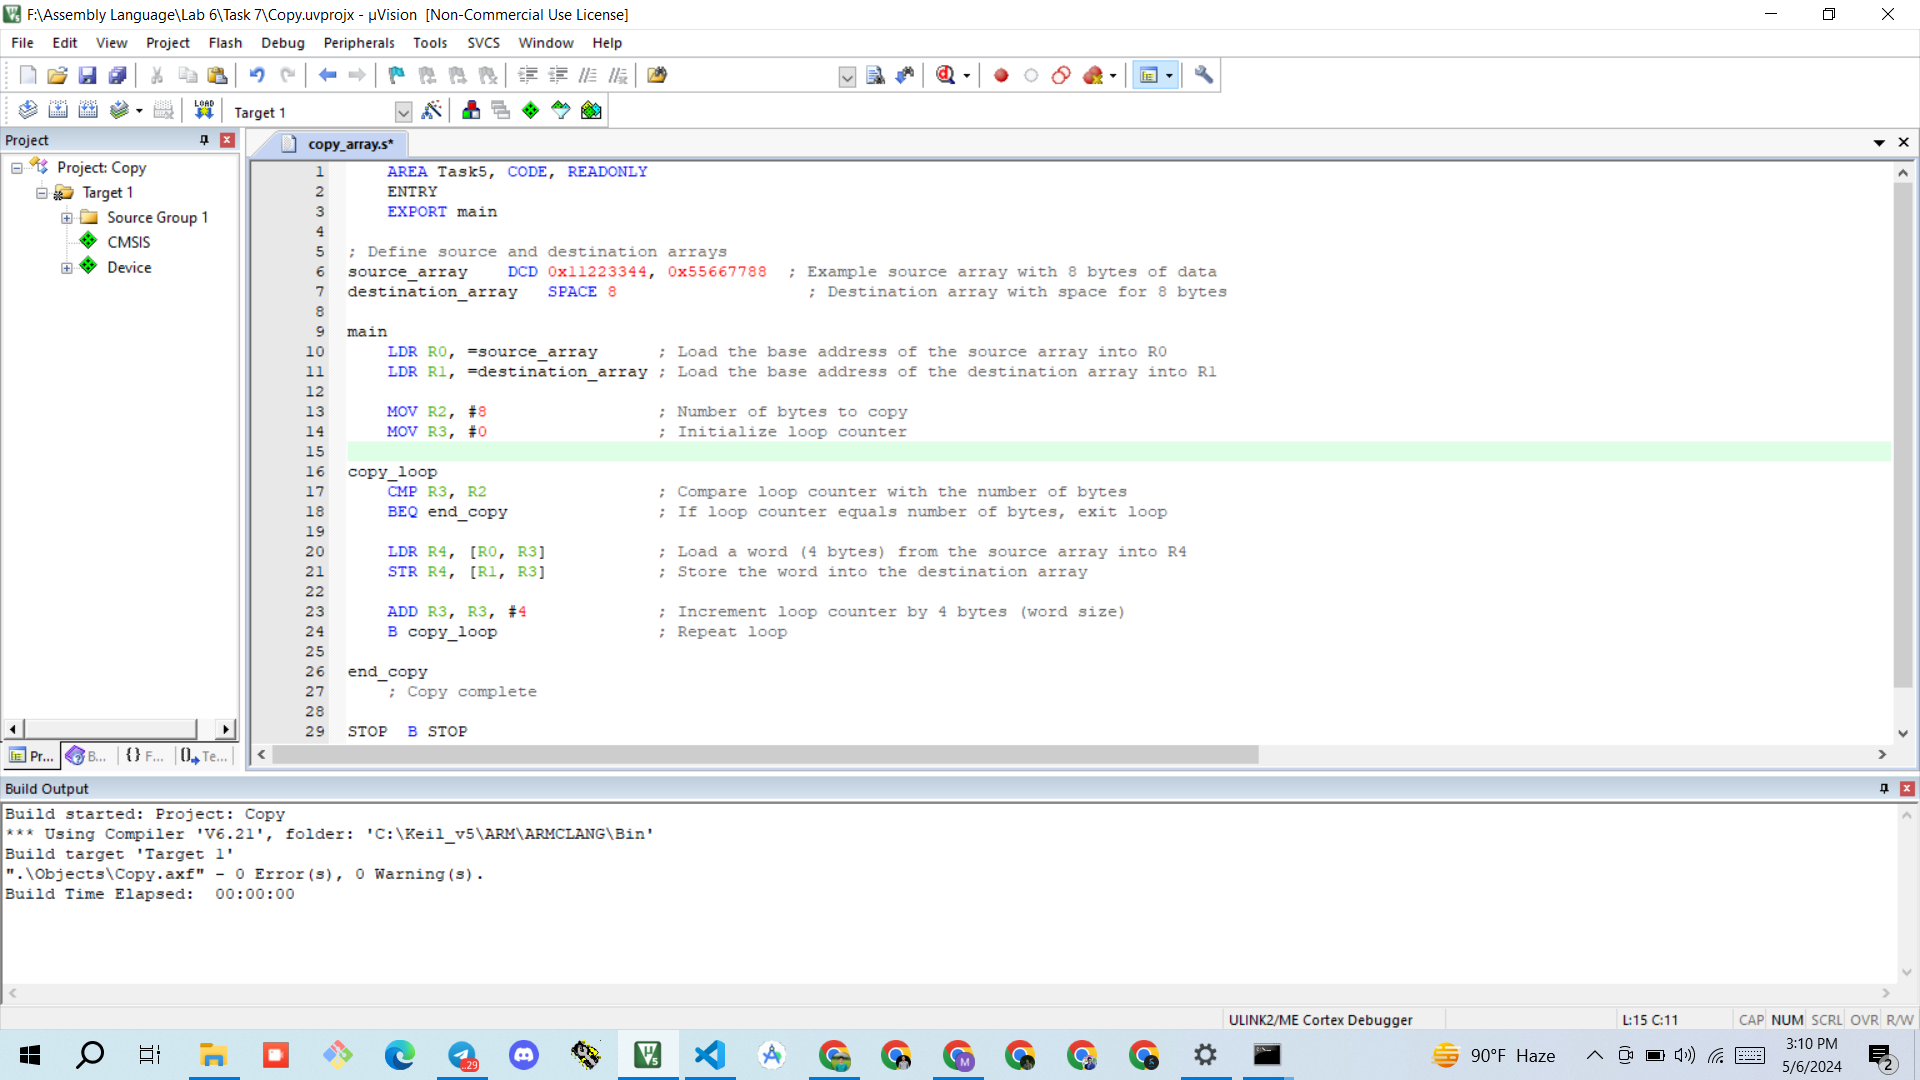 F:\Assembly Language\Lab 6\Task 7\Copy.uvprojx - µVision  [Non-Commercial Use License]
File Edit View Project Flash Debug Peripherals Tools SVCS Window Help
LOAD Target 1
Project
copy_array.s*
Project: Copy
Target 1
Source Group 1
CMSIS
Device
1     AREA Task5, CODE, READONLY
2     ENTRY
3     EXPORT main
4
5 ; Define source and destination arrays
6 source_array    DCD 0x11223344, 0x55667788  ; Example source array with 8 bytes of data
7 destination_array   SPACE 8                   ; Destination array with space for 8 bytes
8
9 main
10     LDR R0, =source_array      ; Load the base address of the source array into R0
11     LDR R1, =destination_array ; Load the base address of the destination array into R1
12
13     MOV R2, #8                 ; Number of bytes to copy
14     MOV R3, #0                 ; Initialize loop counter
15
16 copy_loop
17     CMP R3, R2                 ; Compare loop counter with the number of bytes
18     BEQ end_copy               ; If loop counter equals number of bytes, exit loop
19
20     LDR R4, [R0, R3]           ; Load a word (4 bytes) from the source array into R4
21     STR R4, [R1, R3]           ; Store the word into the destination array
22
23     ADD R3, R3, #4             ; Increment loop counter by 4 bytes (word size)
24     B copy_loop                ; Repeat loop
25
26 end_copy
27     ; Copy complete
28
29 STOP  B STOP
Pr... B... {} F... Te...
Build Output
Build started: Project: Copy
*** Using Compiler 'V6.21', folder: 'C:\Keil_v5\ARM\ARMCLANG\Bin'
Build target 'Target 1'
".\Objects\Copy.axf" - 0 Error(s), 0 Warning(s).
Build Time Elapsed:  00:00:00
ULINK2/ME Cortex Debugger L:15 C:11 CAP NUM SCRL OVR R/W
..29 M 90°F Haze 3:10 PM
5/6/2024 2